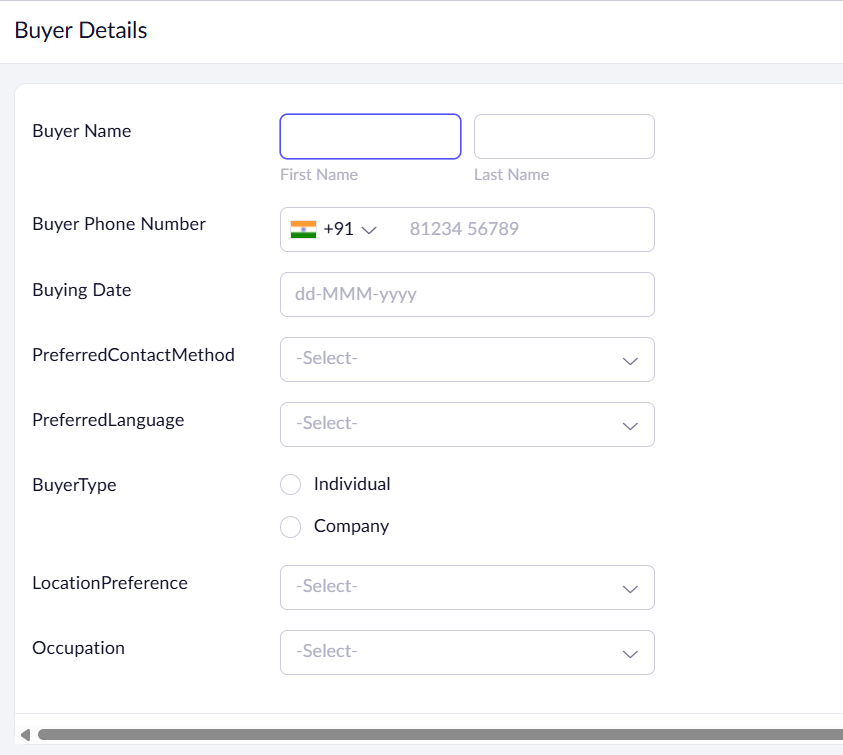 Buyer Details
Buyer Name
First Name Last Name
Buyer Phone Number +91 81234 56789
Buying Date dd-MMM-yyyy
PreferredContactMethod -Select-
PreferredLanguage -Select-
BuyerType Individual
Company
LocationPreference -Select-
Occupation -Select-